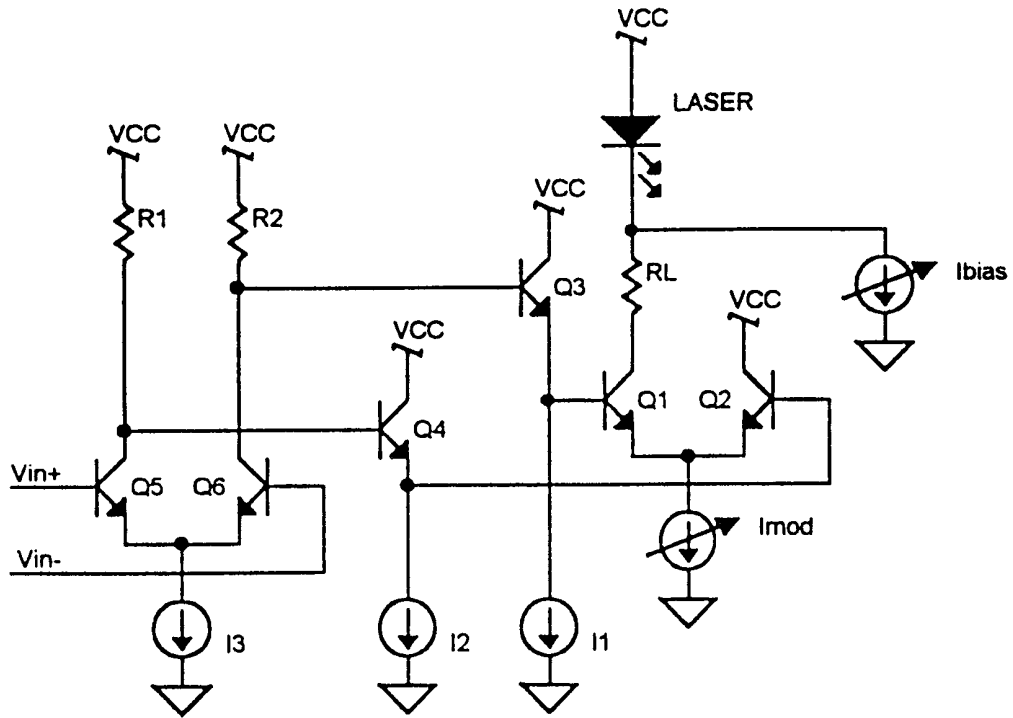 VCC
LASER
VCC
VCC
VCC
R1
R2
RL
Ibias
Q3
VCC
VCC
Q4
Q1
Q2
Vin+
Q5
Q6
Imod
Vin-
I3
I2
I1